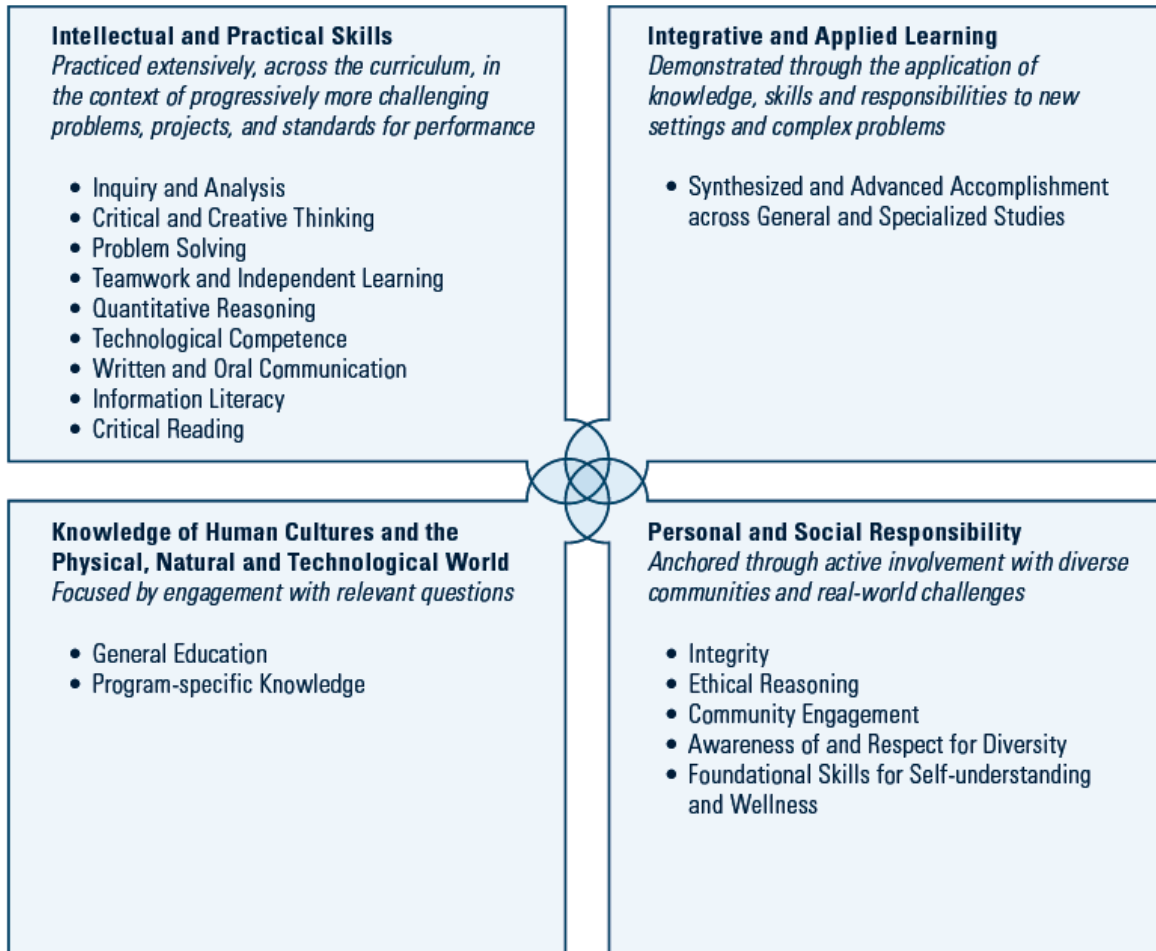 Intellectual and Practical Skills
Practiced extensively, across the curriculum, in
the context of progressively more challenging
problems, projects, and standards for performance
• Inquiry and Analysis
• Critical and Creative Thinking
• Problem Solving
• Teamwork and Independent Learning
• Quantitative Reasoning
• Technological Competence
• Written and Oral Communication
• Information Literacy
• Critical Reading
Integrative and Applied Learning
Demonstrated through the application of
knowledge, skills and responsibilities to new
settings and complex problems
• Synthesized and Advanced Accomplishment
across General and Specialized Studies
Knowledge of Human Cultures and the
Physical, Natural and Technological World
Focused by engagement with relevant questions
• General Education
• Program-specific Knowledge
Personal and Social Responsibility
Anchored through active involvement with diverse
communities and real-world challenges
• Integrity
• Ethical Reasoning
• Community Engagement
• Awareness of and Respect for Diversity
• Foundational Skills for Self-understanding
and Wellness